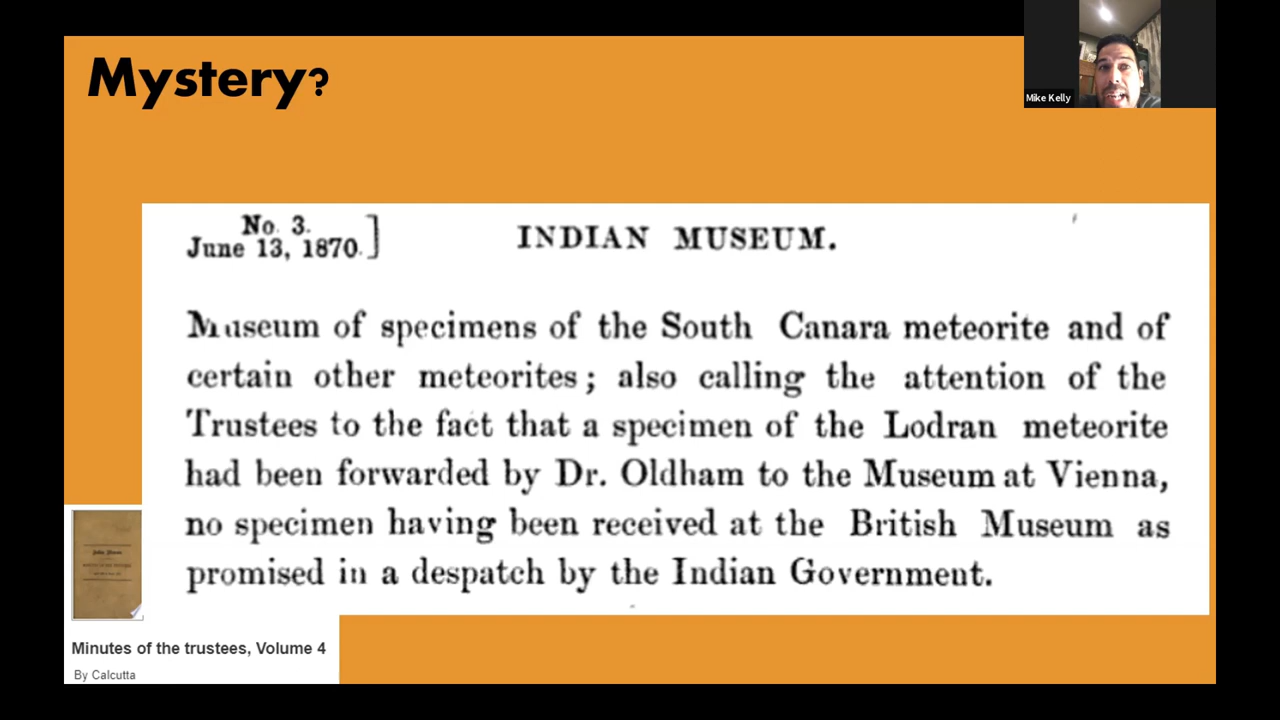 Mystery?
Mike Kelly
No. 3.
June 13, 1870.]
INDIAN MUSEUM.
Museum of specimens of the South Canara meteorite and of
certain other meteorites; also calling the attention of the
Trustees to the fact that a specimen of the Lodran meteorite
had been forwarded by Dr. Oldham to the Museum at Vienna,
no specimen having been received at the British Museum as
promised in a despatch by the Indian Government.
Minutes of the trustees, Volume 4
By Calcutta